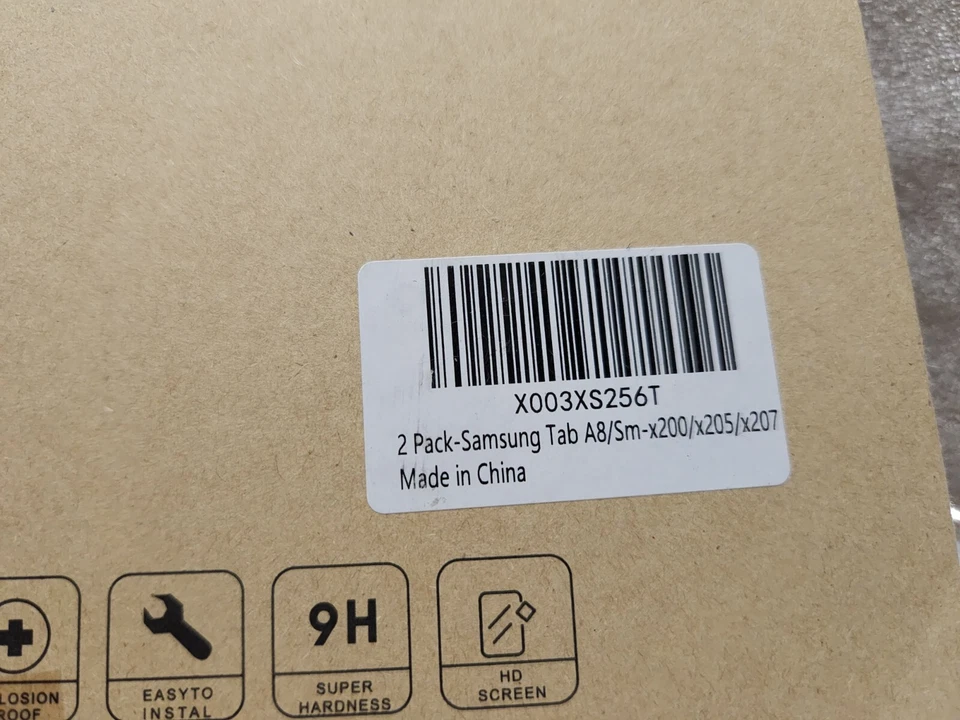 X003XS256T
2 Pack-Samsung Tab A8/Sm-x200/x205/x207
Made in China
LOSION
ROOF
EASYTO
INSTAL
9H
SUPER
HARDNESS
HD
SCREEN